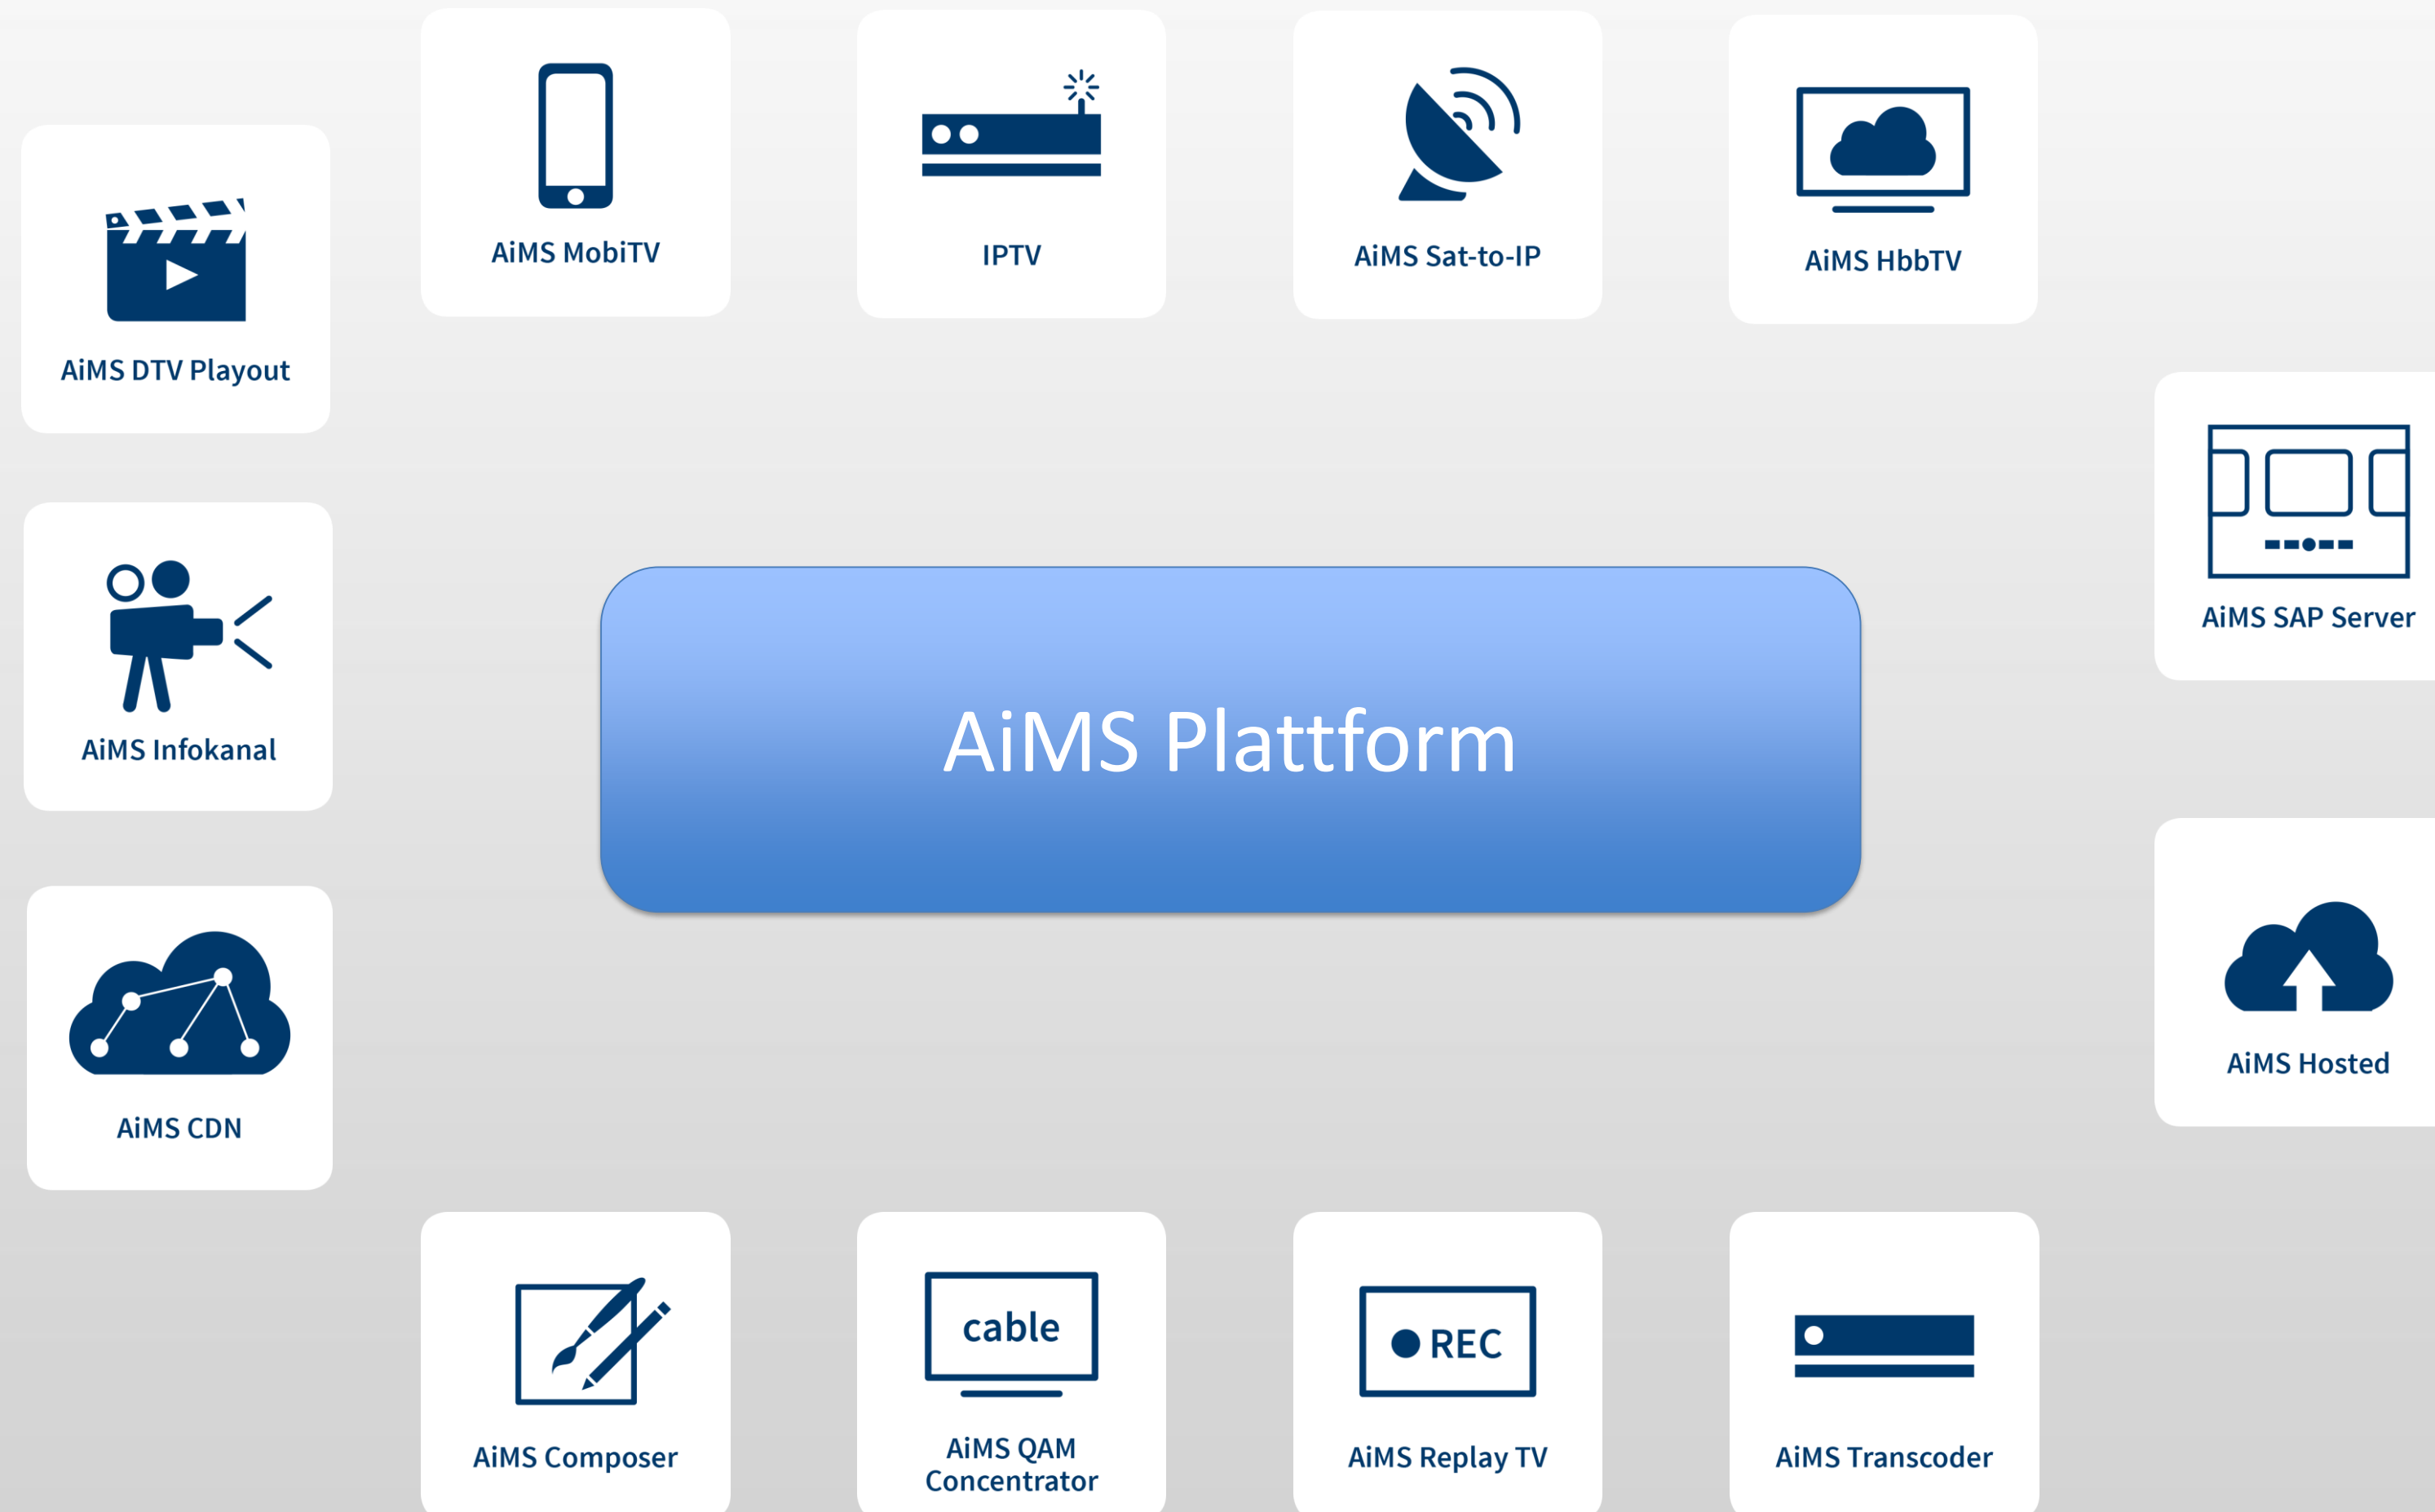 AiMS MobiTV
IPTV
AiMS Sat-to-IP
AiMS HbbTV
AiMS DTV Playout
AiMS SAP Server
AiMS Infokanal
AiMS Plattform
AiMS Hosted
AiMS CDN
cable
REC
AiMS Composer
AiMS QAM
Concentrator
AiMS Replay TV
AiMS Transcoder